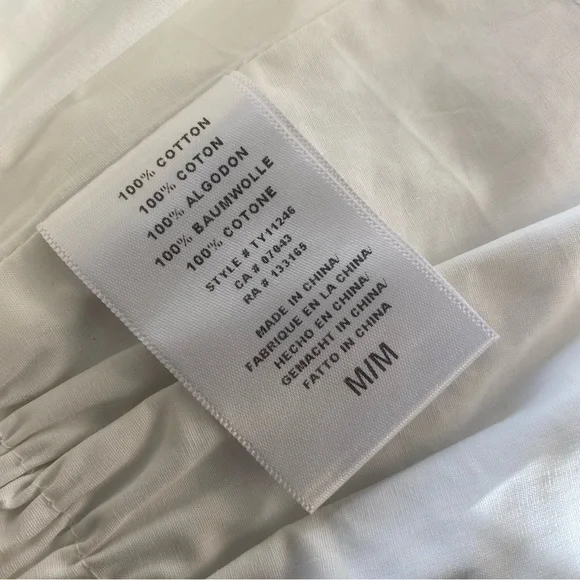 100% COTTON
100% COTON
100% ALGODON
100% BAUMWOLLE
100% COTONE
STYLE # TY11246
CA # 07043
RA # 133165
MADE IN CHINA/
FABRIQUE EN LA CHINA/
HECHO EN CHINA/
GEMACHT IN CHINA/
FATTO IN CHINA
M/M